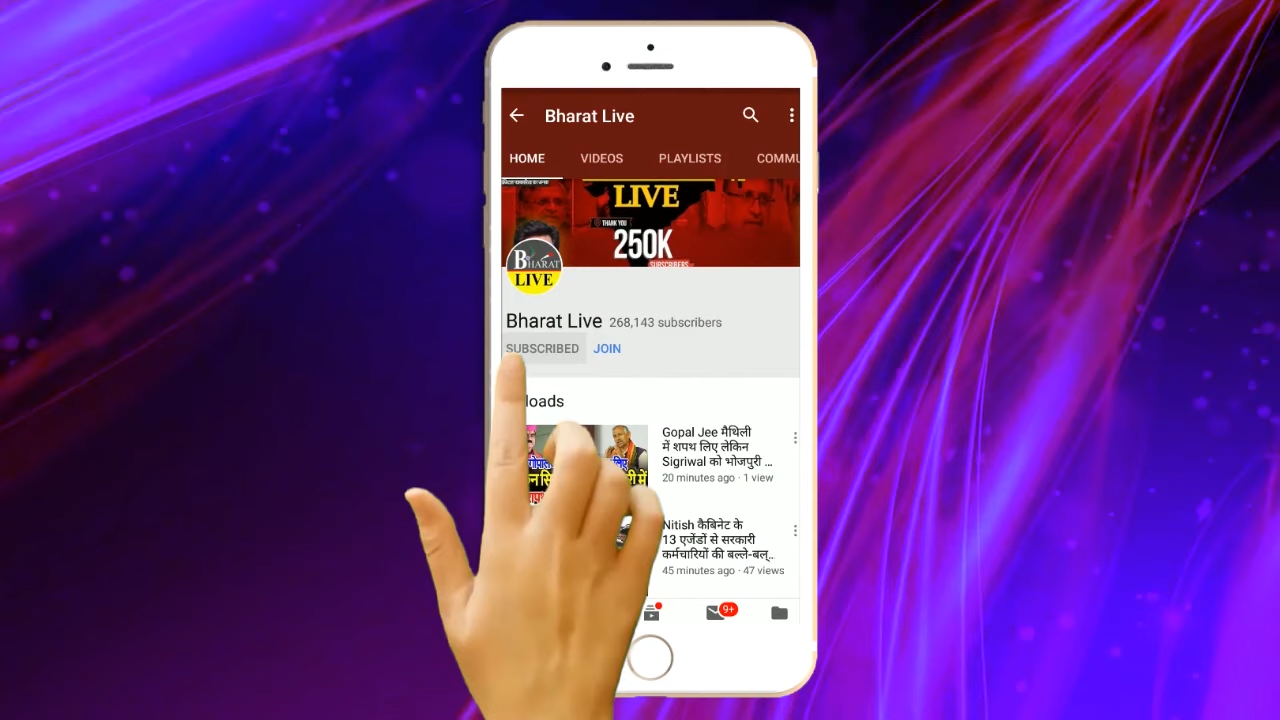 Bharat Live
HOME VIDEOS PLAYLISTS COMMU
LIVE
THANK YOU
250K
SUBSCRIBERS
BHARAT
LIVE
Bharat Live 268,143 subscribers
SUBSCRIBED JOIN
loads
Gopal Jee मैथिली
में शपथ लिए लेकिन
Sigriwal को भोजपुरी ...
20 minutes ago · 1 view
Nitish कैबिनेट के
13 एजेंडों से सरकारी
कर्मचारियों की बल्ले-बल्..
45 minutes ago · 47 views
9+